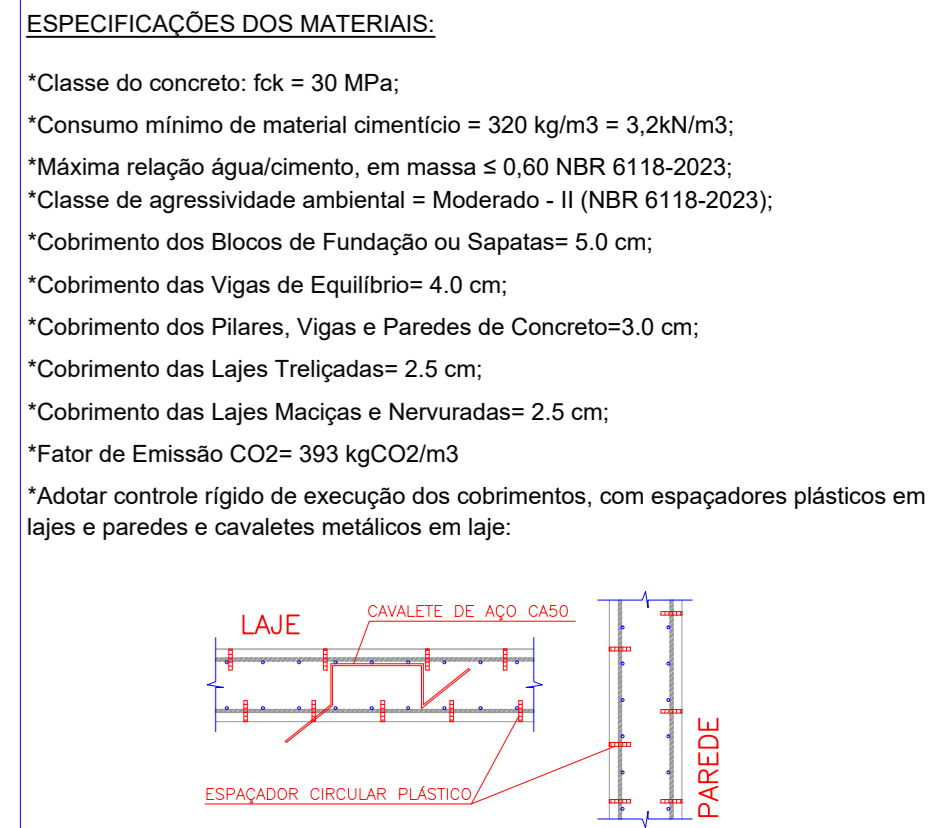 ESPECIFICAÇÕES DOS MATERIAIS:
*Classe do concreto: fck = 30 MPa;
*Consumo mínimo de material cimentício = 320 kg/m3 = 3,2kN/m3;
*Máxima relação água/cimento, em massa ≤ 0,60 NBR 6118-2023;
*Classe de agressividade ambiental = Moderado - II (NBR 6118-2023);
*Cobrimento dos Blocos de Fundação ou Sapatas= 5.0 cm;
*Cobrimento das Vigas de Equilíbrio= 4.0 cm;
*Cobrimento dos Pilares, Vigas e Paredes de Concreto=3.0 cm;
*Cobrimento das Lajes Treliçadas= 2.5 cm;
*Cobrimento das Lajes Maciças e Nervuradas= 2.5 cm;
*Fator de Emissão CO2= 393 kgCO2/m3
*Adotar controle rígido de execução dos cobrimentos, com espaçadores plásticos em
lajes e paredes e cavaletes metálicos em laje:
LAJE
CAVALETE DE AÇO CA50
ESPAÇADOR CIRCULAR PLÁSTICO
PAREDE